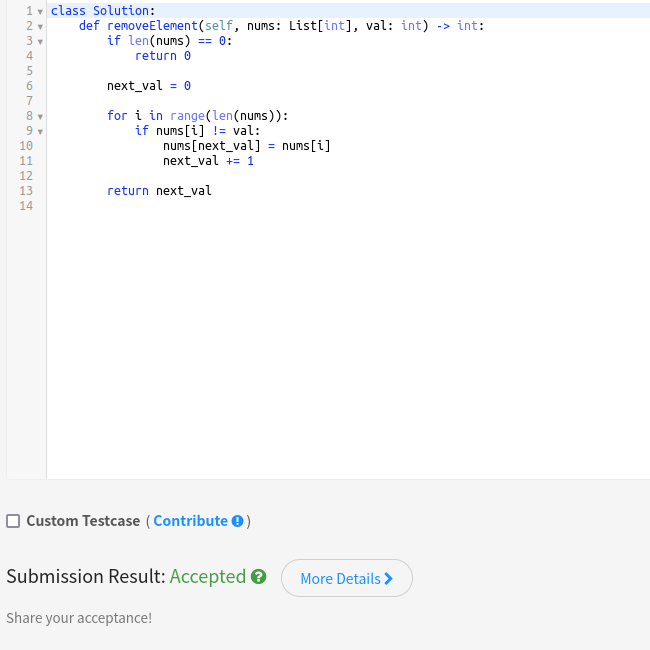 1 class Solution:
2     def removeElement(self, nums: List[int], val: int) -> int:
3         if len(nums) == 0:
4             return 0
5
6         next_val = 0
7
8         for i in range(len(nums)):
9             if nums[i] != val:
10                 nums[next_val] = nums[i]
11                 next_val += 1
12
13         return next_val
14
Custom Testcase ( Contribute )
Submission Result: Accepted More Details
Share your acceptance!